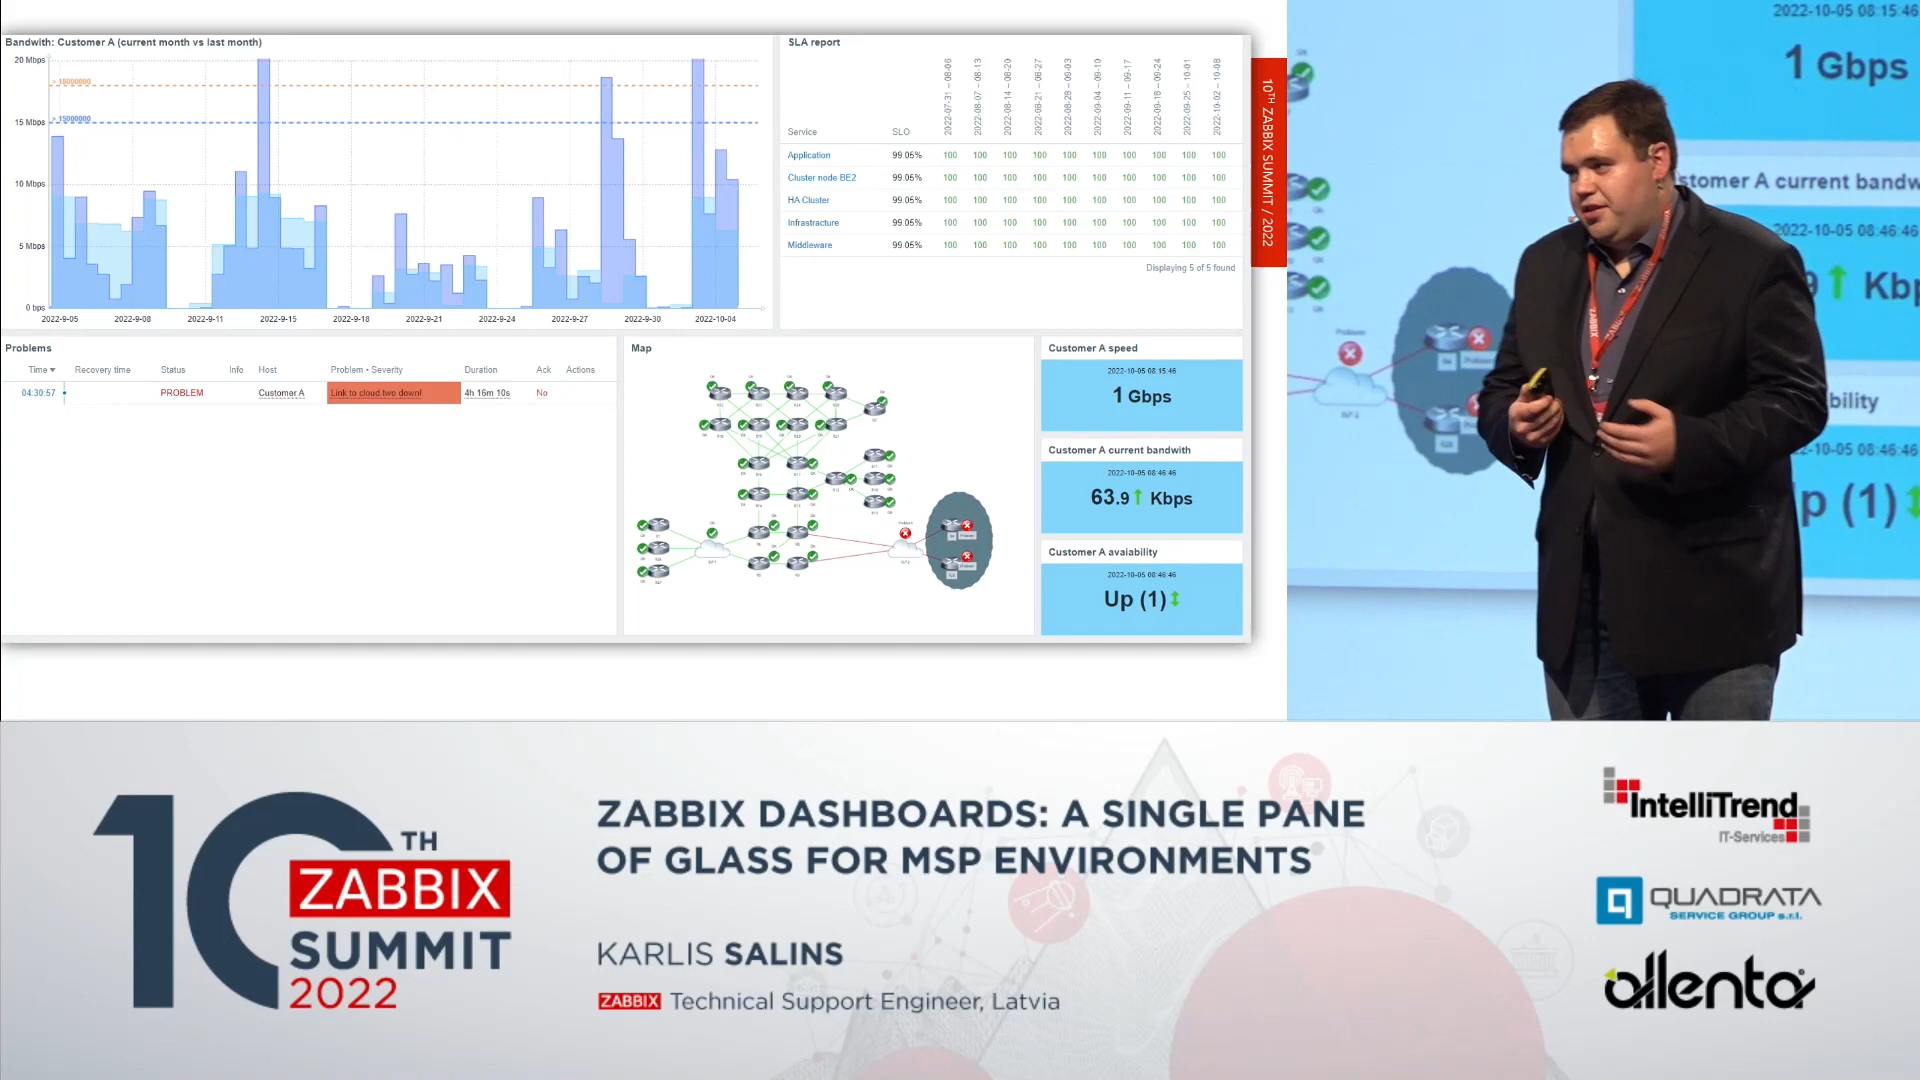 Bandwith: Customer A (current month vs last month)
20 Mbps
15 Mbps
10 Mbps
5 Mbps
0 bps
> 15000000
2022-9-05 2022-9-08 2022-9-11 2022-9-15 2022-9-18 2022-9-21 2022-9-24 2022-9-27 2022-9-30 2022-10-04
SLA report
Service SLO 2022-07-31 – 08-06 2022-08-07 – 08-13 2022-08-14 – 08-20 2022-08-21 – 08-27 2022-08-28 – 09-03 2022-09-04 – 09-10 2022-09-11 – 09-17 2022-09-18 – 09-24 2022-09-25 – 10-01 2022-10-02 – 10-08
Application 99.05% 100 100 100 100 100 100 100 100 100 100
Cluster node BE2 99.05% 100 100 100 100 100 100 100 100 100 100
HA Cluster 99.05% 100 100 100 100 100 100 100 100 100 100
Infrastracture 99.05% 100 100 100 100 100 100 100 100 100 100
Middleware 99.05% 100 100 100 100 100 100 100 100 100 100
Displaying 5 of 5 found
Problems
Time ▼ Recovery time Status Info Host Problem • Severity Duration Ack Actions
04:30:57 PROBLEM Customer A Link to cloud two down! 4h 16m 10s No
Map
Customer A speed
2022-10-05 08:15:46
1 Gbps
Customer A current bandwith
2022-10-05 08:46:46
63.9 Kbps
Customer A avaiability
2022-10-05 08:46:46
Up (1)
10TH ZABBIX SUMMIT / 2022
2022-10-05 08:15:46
1 Gbps
stomer A current bandw
2022-10-05 08:46:46
9 Kbp
Problem
bility
08:46:46
p (1)
ZABBIX
10TH
ZABBIX
SUMMIT
2022
ZABBIX DASHBOARDS: A SINGLE PANE
OF GLASS FOR MSP ENVIRONMENTS
KARLIS SALINS
ZABBIX Technical Support Engineer, Latvia
IntelliTrend
IT-Services
QUADRATA
SERVICE GROUP s.r.l.
allenta